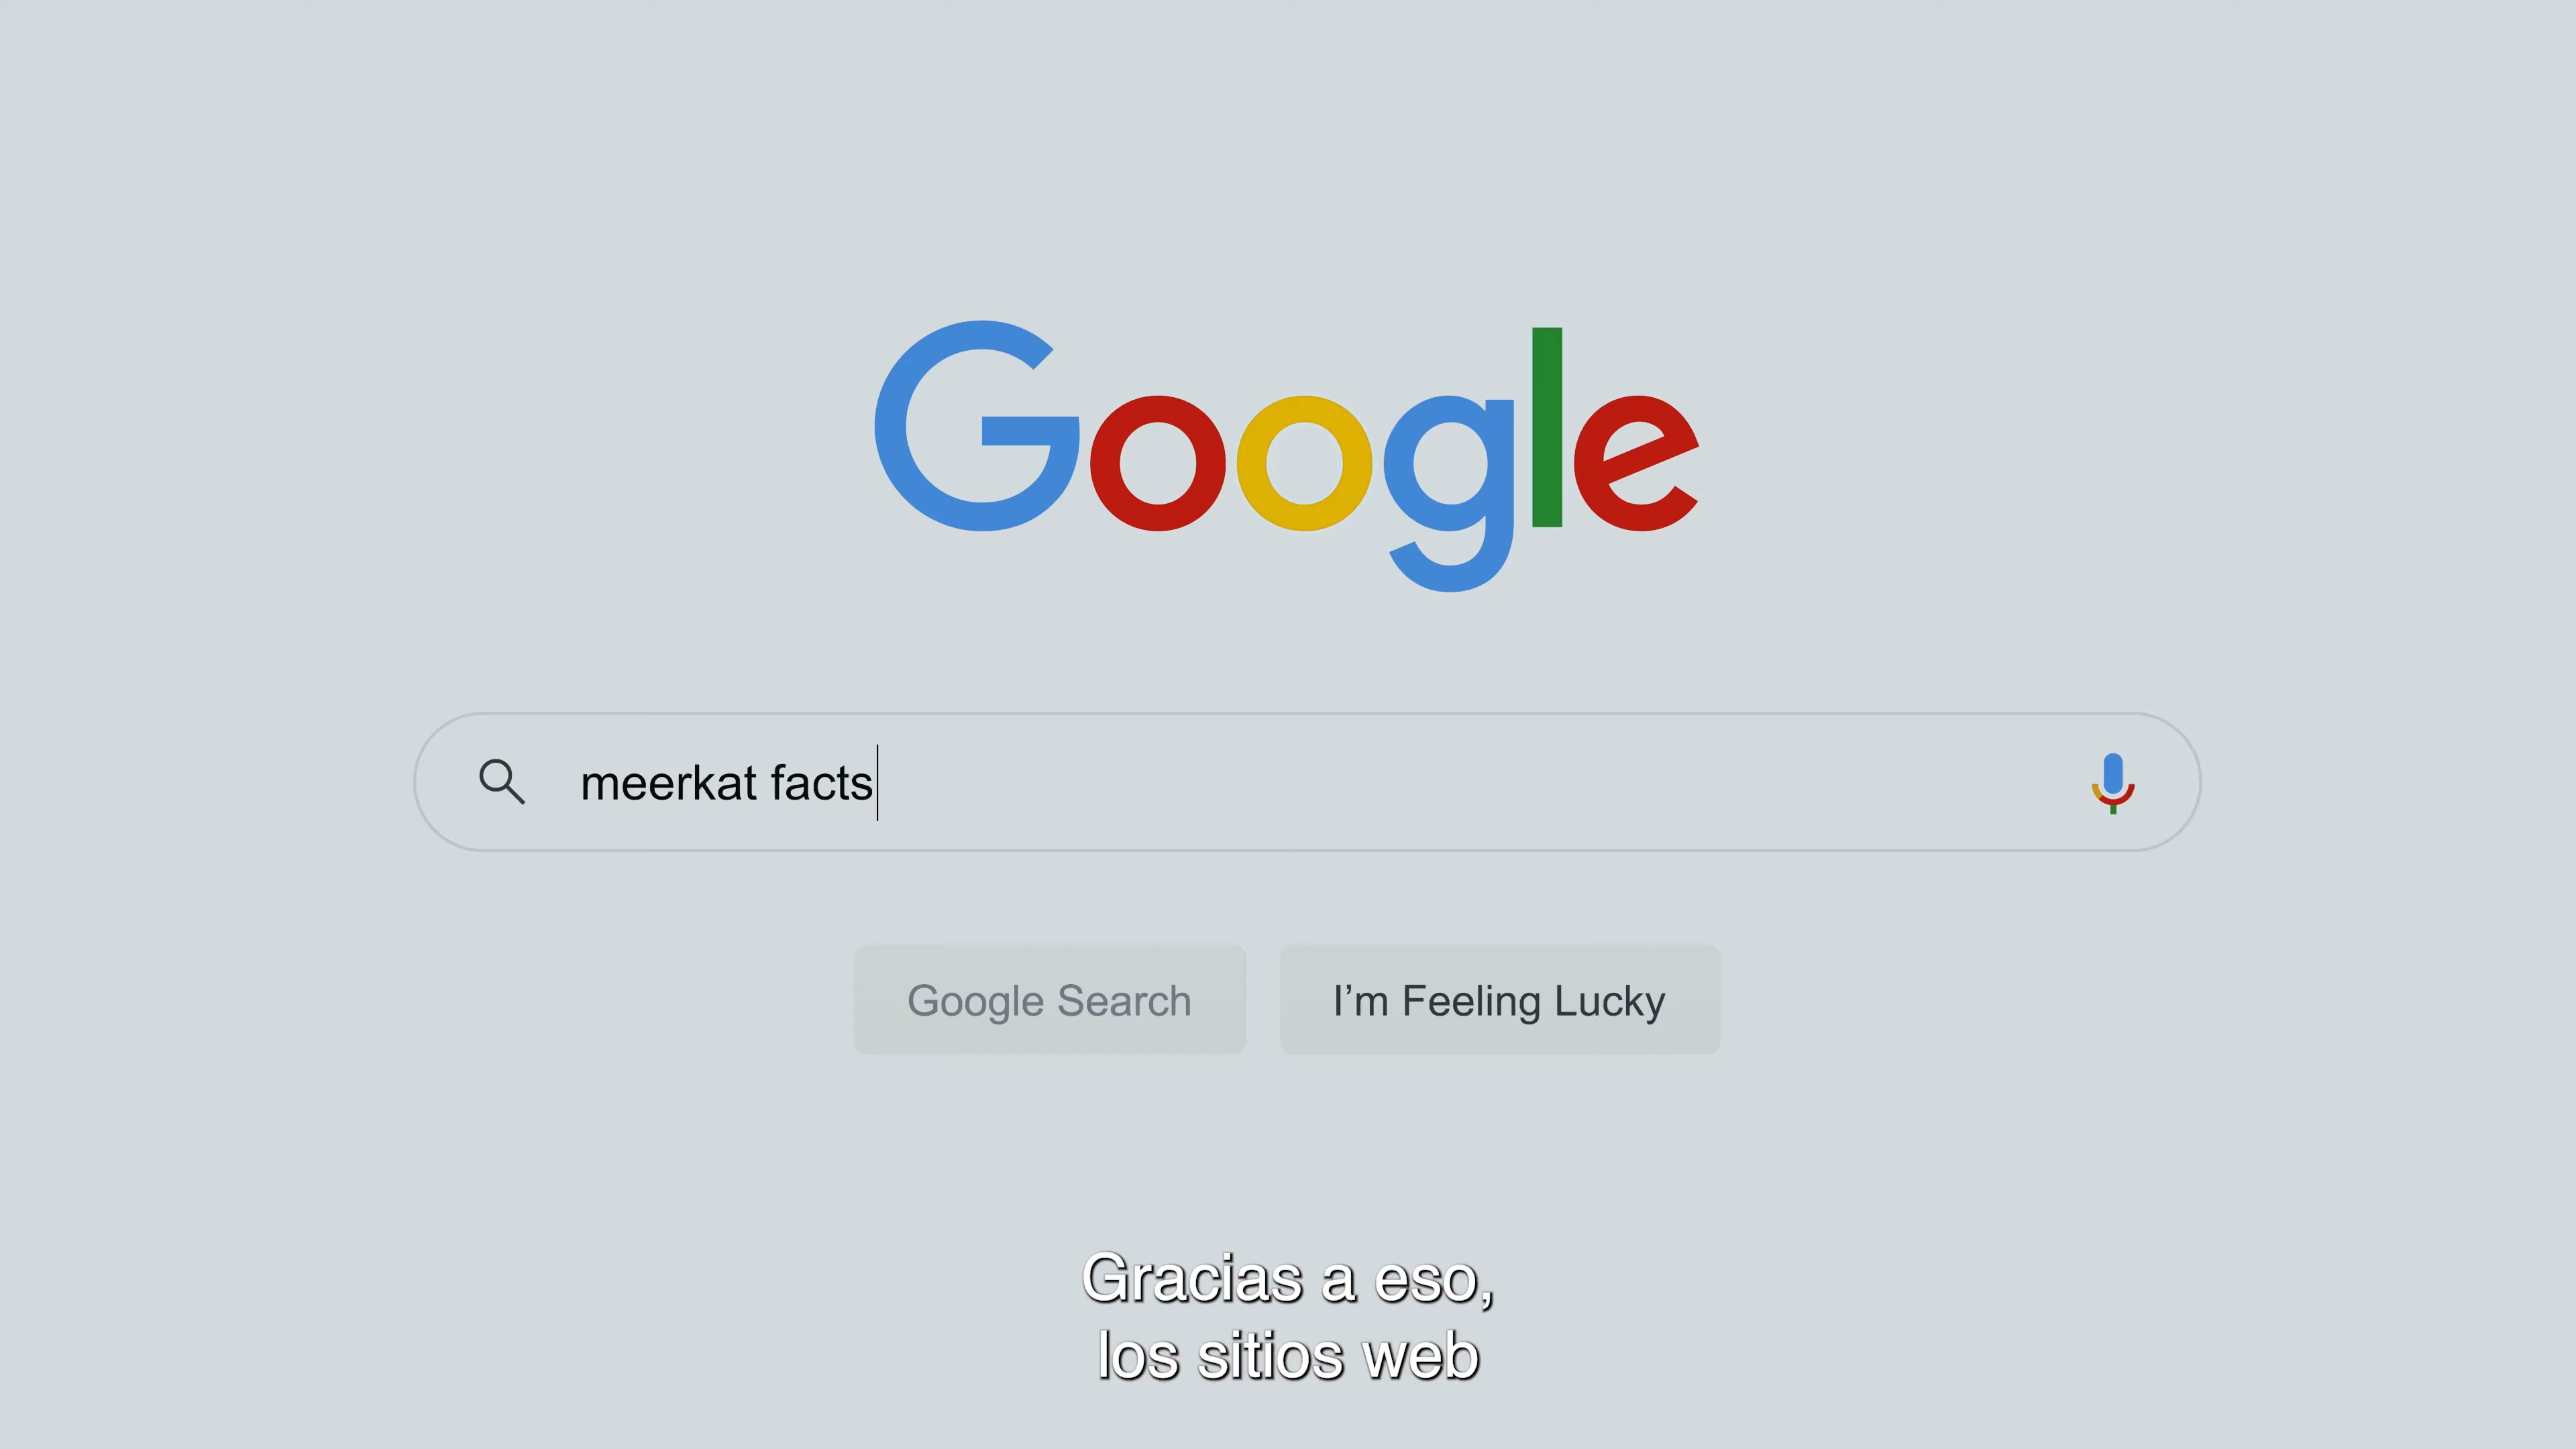 Google
meerkat facts
Google Search
I’m Feeling Lucky
Gracias a eso,
los sitios web